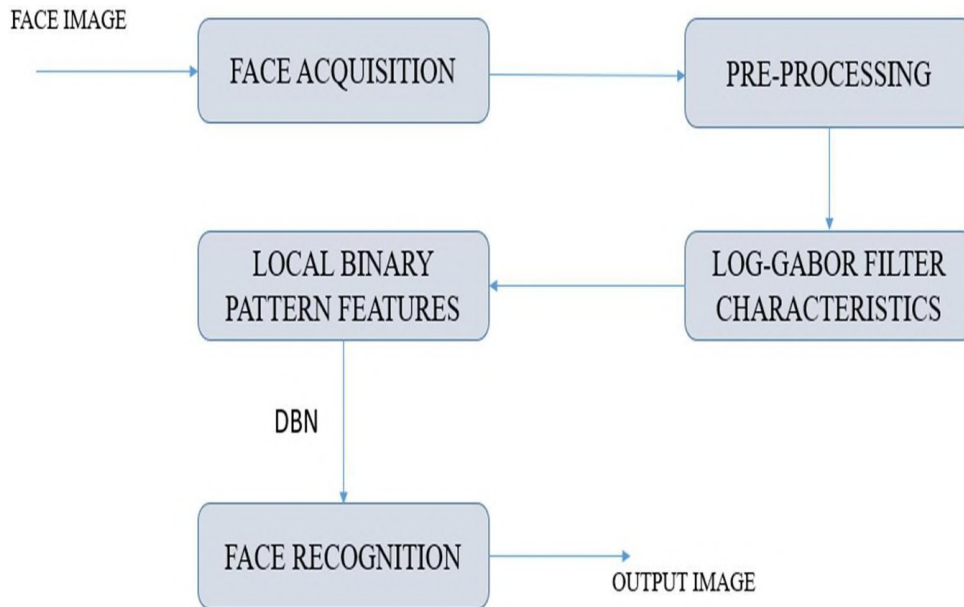 FACE IMAGE
FACE ACQUISITION
PRE-PROCESSING
LOCAL BINARY
PATTERN FEATURES
LOG-GABOR FILTER
CHARACTERISTICS
DBN
FACE RECOGNITION
OUTPUT IMAGE